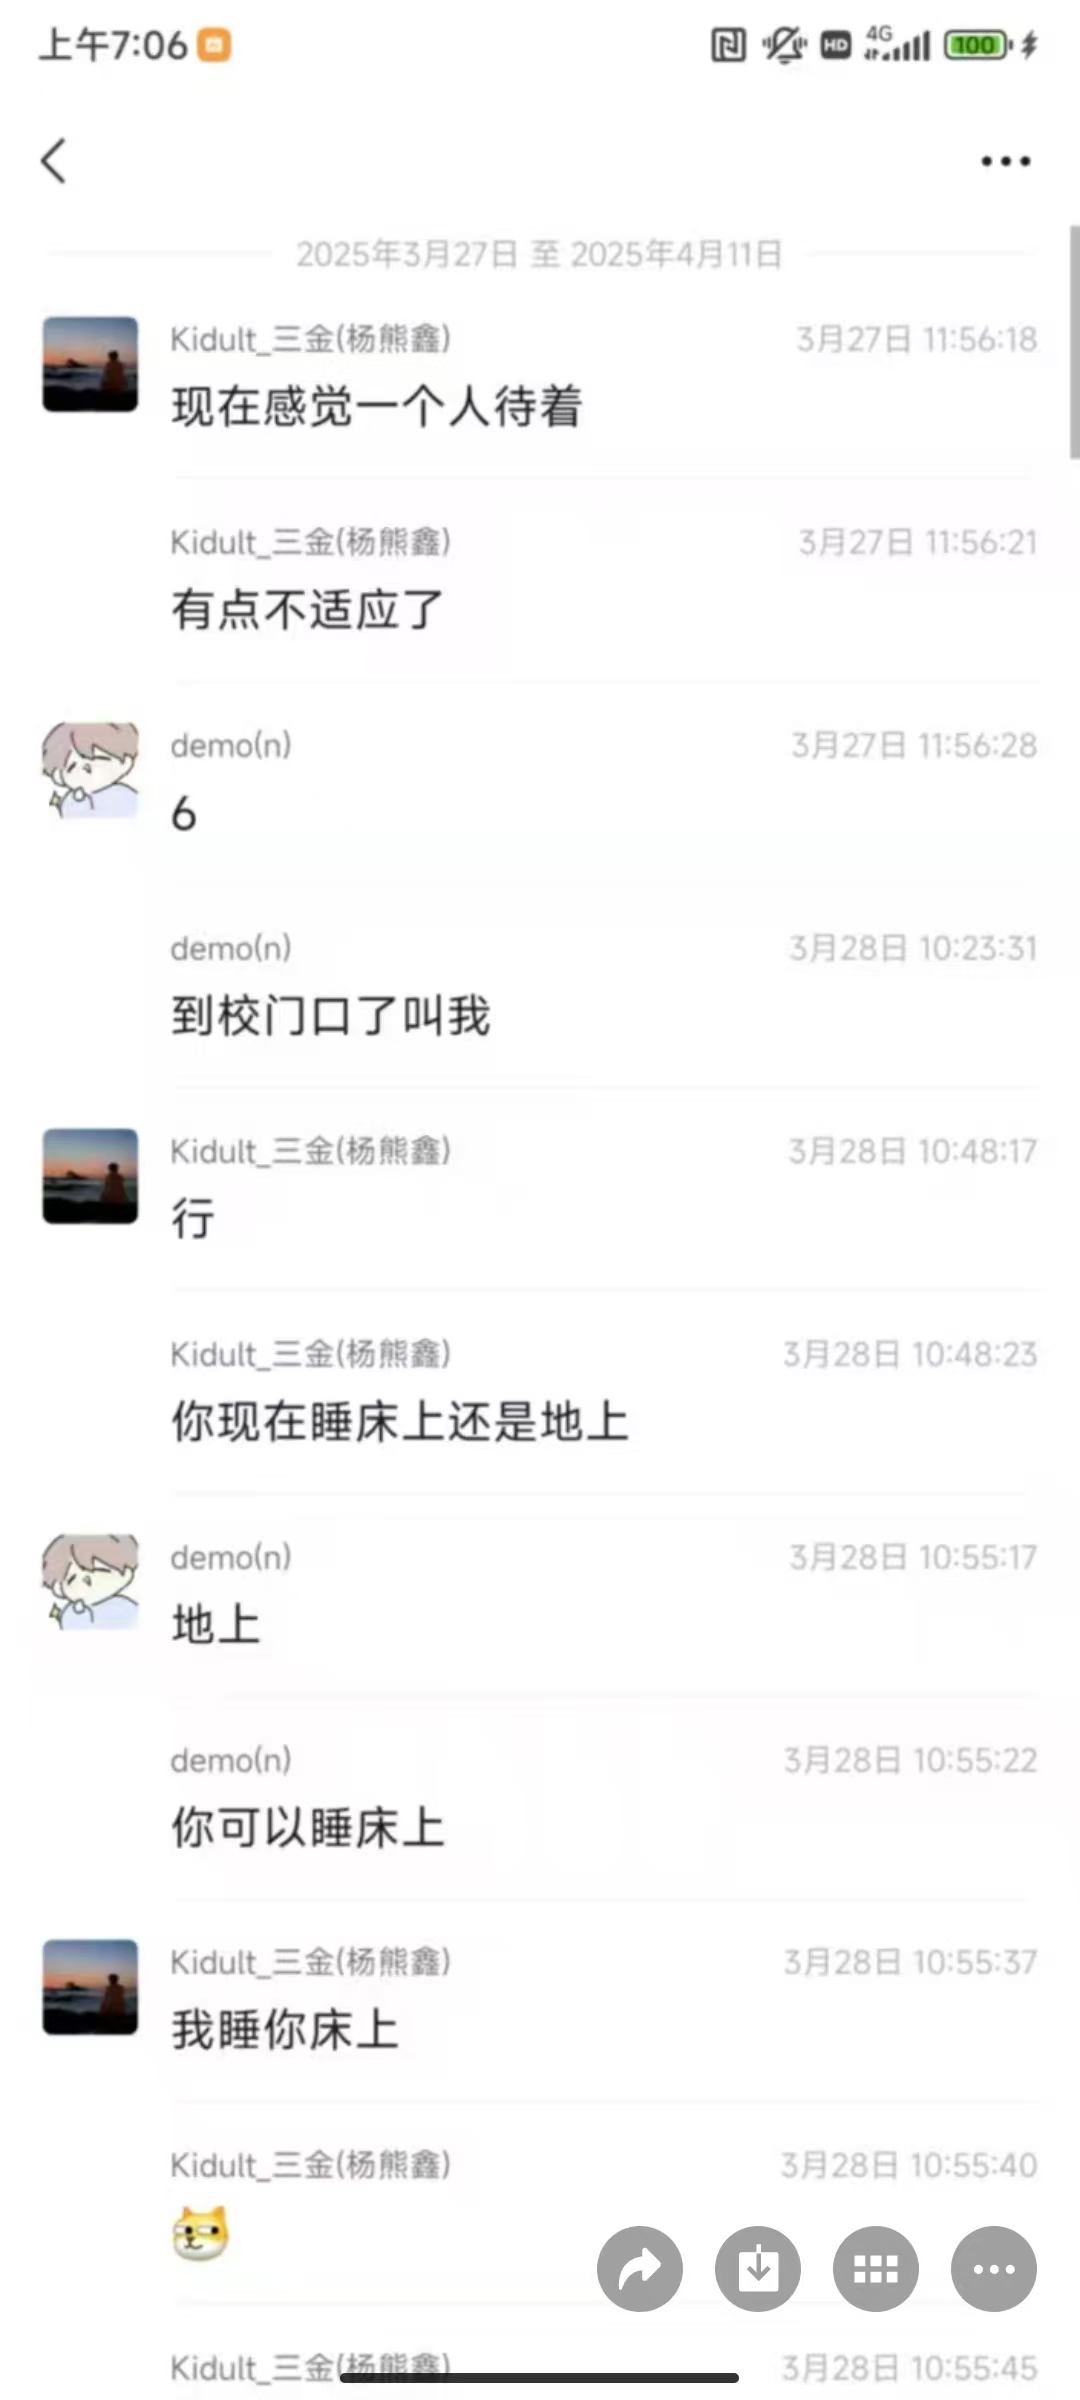 上午7:06
HD
4G
100
2025年3月27日 至 2025年4月11日
Kidult_三金(杨熊鑫) 3月27日 11:56:18
现在感觉一个人待着
Kidult_三金(杨熊鑫) 3月27日 11:56:21
有点不适应了
demo(n) 3月27日 11:56:28
6
demo(n) 3月28日 10:23:31
到校门口了叫我
Kidult_三金(杨熊鑫) 3月28日 10:48:17
行
Kidult_三金(杨熊鑫) 3月28日 10:48:23
你现在睡床上还是地上
demo(n) 3月28日 10:55:17
地上
demo(n) 3月28日 10:55:22
你可以睡床上
Kidult_三金(杨熊鑫) 3月28日 10:55:37
我睡你床上
Kidult_三金(杨熊鑫) 3月28日 10:55:40
Kidult_三金(杨熊鑫) 3月28日 10:55:45